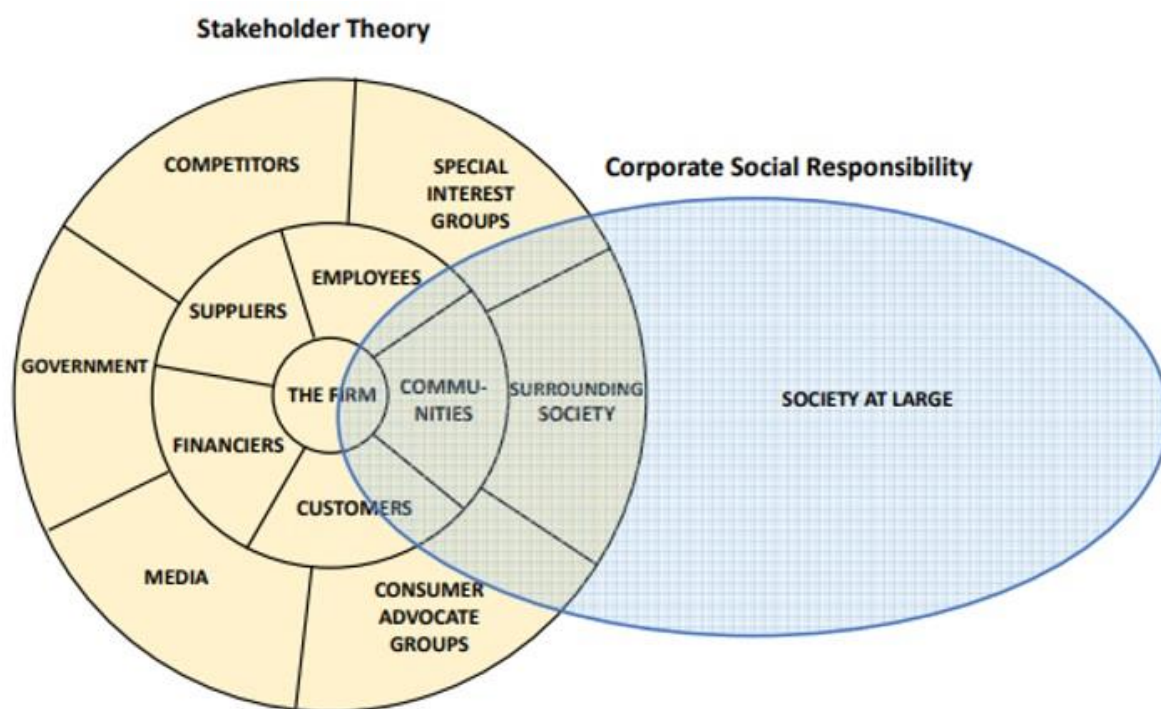 Stakeholder Theory
COMPETITORS
SPECIAL
INTEREST
GROUPS
Corporate Social Responsibility
EMPLOYEES
SUPPLIERS
GOVERNMENT
THE FIRM
COMMU-
NITIES
SURROUNDING
SOCIETY
SOCIETY AT LARGE
FINANCIERS
CUSTOMERS
MEDIA
CONSUMER
ADVOCATE
GROUPS